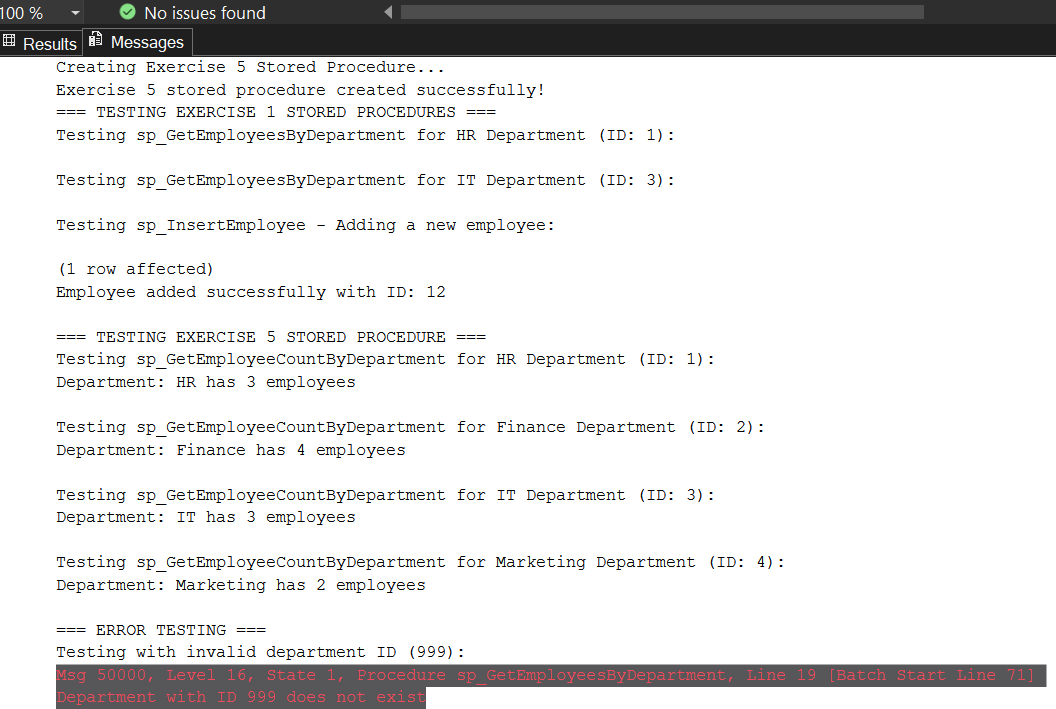 100 %
No issues found
Results
Messages
Creating Exercise 5 Stored Procedure...
Exercise 5 stored procedure created successfully!
=== TESTING EXERCISE 1 STORED PROCEDURES ===
Testing sp_GetEmployeesByDepartment for HR Department (ID: 1):
Testing sp_GetEmployeesByDepartment for IT Department (ID: 3):
Testing sp_InsertEmployee - Adding a new employee:
(1 row affected)
Employee added successfully with ID: 12
=== TESTING EXERCISE 5 STORED PROCEDURE ===
Testing sp_GetEmployeeCountByDepartment for HR Department (ID: 1):
Department: HR has 3 employees
Testing sp_GetEmployeeCountByDepartment for Finance Department (ID: 2):
Department: Finance has 4 employees
Testing sp_GetEmployeeCountByDepartment for IT Department (ID: 3):
Department: IT has 3 employees
Testing sp_GetEmployeeCountByDepartment for Marketing Department (ID: 4):
Department: Marketing has 2 employees
=== ERROR TESTING ===
Testing with invalid department ID (999):
Msg 50000, Level 16, State 1, Procedure sp_GetEmployeesByDepartment, Line 19 [Batch Start Line 71]
Department with ID 999 does not exist